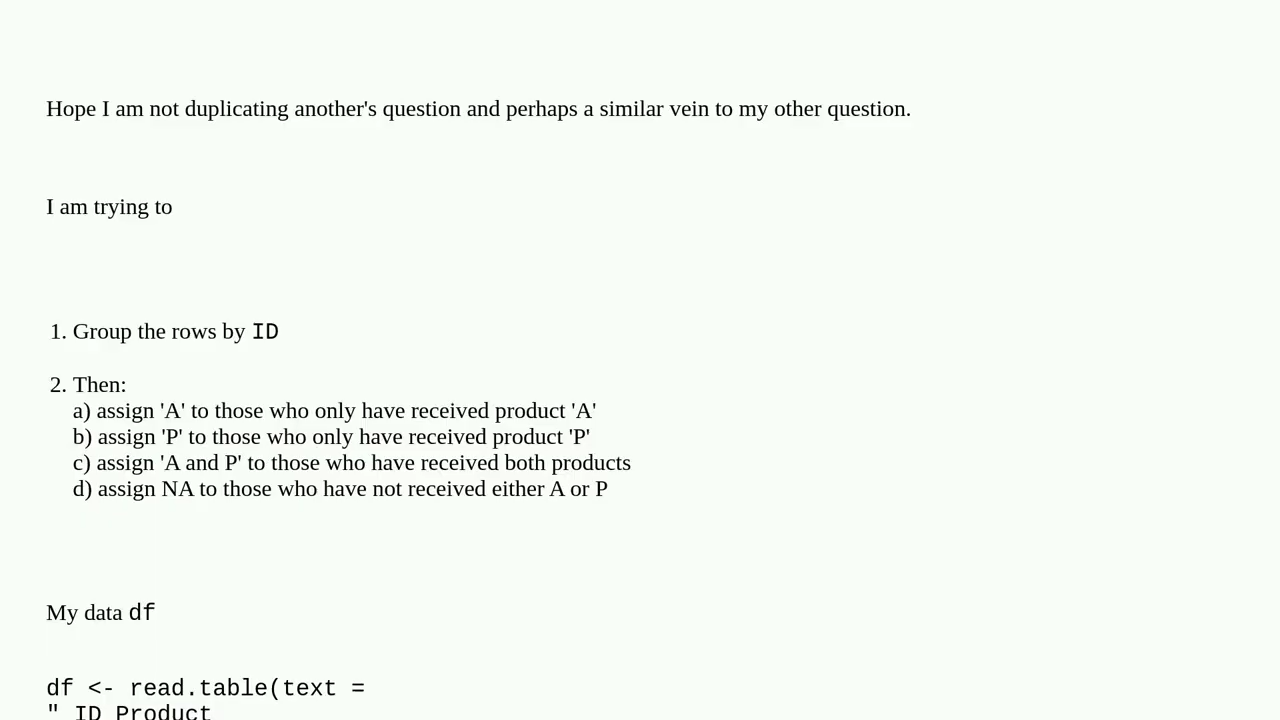 Hope I am not duplicating another's question and perhaps a similar vein to my other question.
I am trying to
1. Group the rows by ID
2. Then:
a) assign 'A' to those who only have received product 'A'
b) assign 'P' to those who only have received product 'P'
c) assign 'A and P' to those who have received both products
d) assign NA to those who have not received either A or P
My data df
df <- read.table(text =
" ID Product